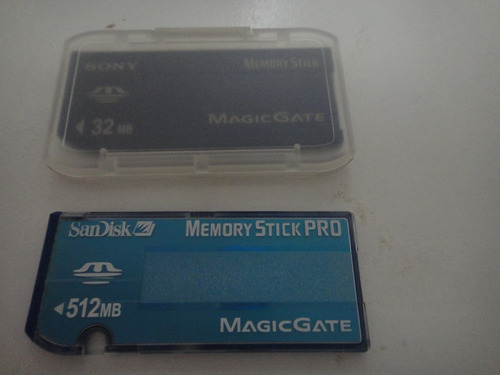 SONY MEMORY STICK
◀ 32 MB
MAGICGATE
SanDisk MEMORY STICK PRO
◀512MB
MAGICGATE